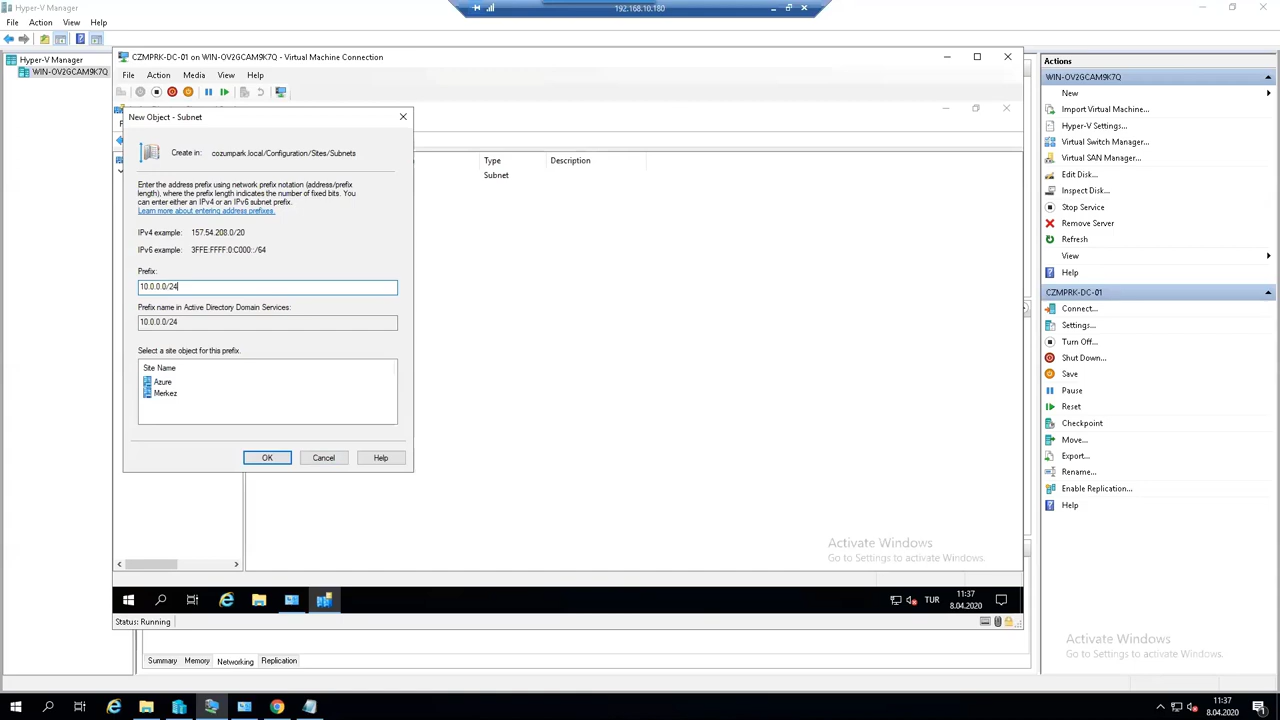 Hyper-V Manager
192.168.10.180
File Action View Help
Hyper-V Manager
WIN-OV2GCAM9K7Q
CZMPRK-DC-01 on WIN-OV2GCAM9K7Q - Virtual Machine Connection
File Action Media View Help
New Object - Subnet
Create in: cozumpark.local/Configuration/Sites/Subnets
Enter the address prefix using network prefix notation (address/prefix
length), where the prefix length indicates the number of fixed bits. You
can enter either an IPv4 or an IPv6 subnet prefix.
Learn more about entering address prefixes.
IPv4 example: 157.54.208.0/20
IPv6 example: 3FFE:FFFF:0:C000::/64
Prefix:
10.0.0.0/24
Prefix name in Active Directory Domain Services:
10.0.0.0/24
Select a site object for this prefix.
Site Name
Azure
Merkez
OK Cancel Help
Type Description
Subnet
Activate Windows
Go to Settings to activate Windows.
TUR
11:37
8.04.2020
Status: Running
Summary Memory Networking Replication
Actions
WIN-OV2GCAM9K7Q
New
Import Virtual Machine...
Hyper-V Settings...
Virtual Switch Manager...
Virtual SAN Manager...
Edit Disk...
Inspect Disk...
Stop Service
Remove Server
Refresh
View
Help
CZMPRK-DC-01
Connect...
Settings...
Turn Off...
Shut Down...
Save
Pause
Reset
Checkpoint
Move...
Export...
Rename...
Enable Replication...
Help
Activate Windows
Go to Settings to activate Windows.
11:37
8.04.2020